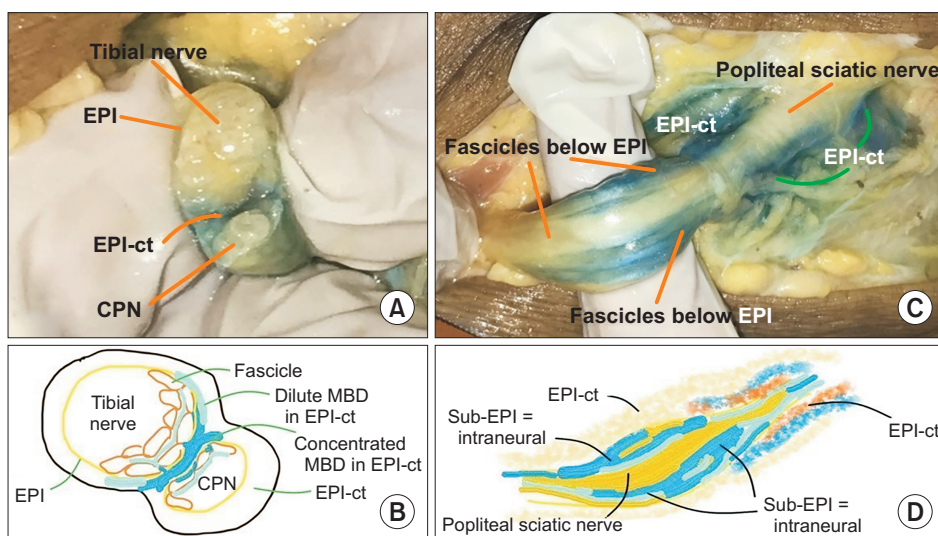 Tibial nerve
EPI
EPI-ct
CPN
A
Popliteal sciatic nerve
EPI-ct
Fascicles below EPI
EPI-ct
Fascicles below EPI
C
Fascicle
Tibial
nerve
Dilute MBD
in EPI-ct
Concentrated
MBD in EPI-ct
CPN
EPI
EPI-ct
B
EPI-ct
Sub-EPI =
intraneural
EPI-ct
Popliteal sciatic nerve
Sub-EPI =
intraneural
D